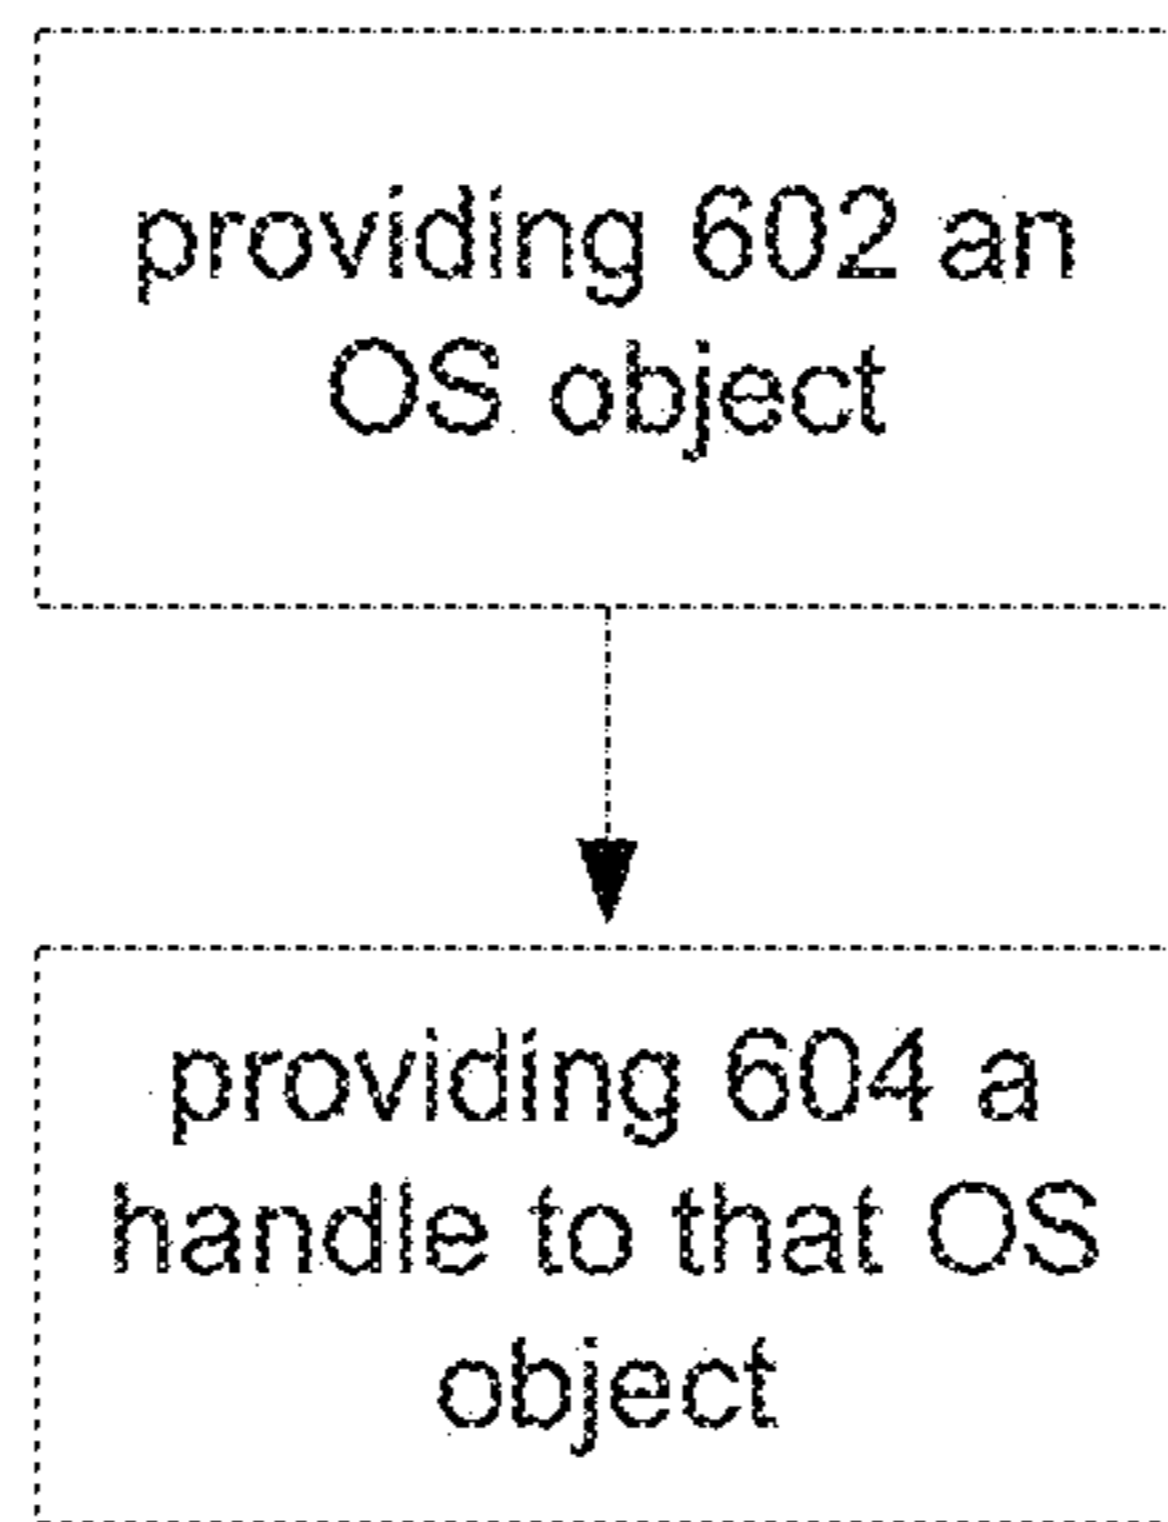 providing 602 an
OS object
providing 604 a
handle to that OS
object